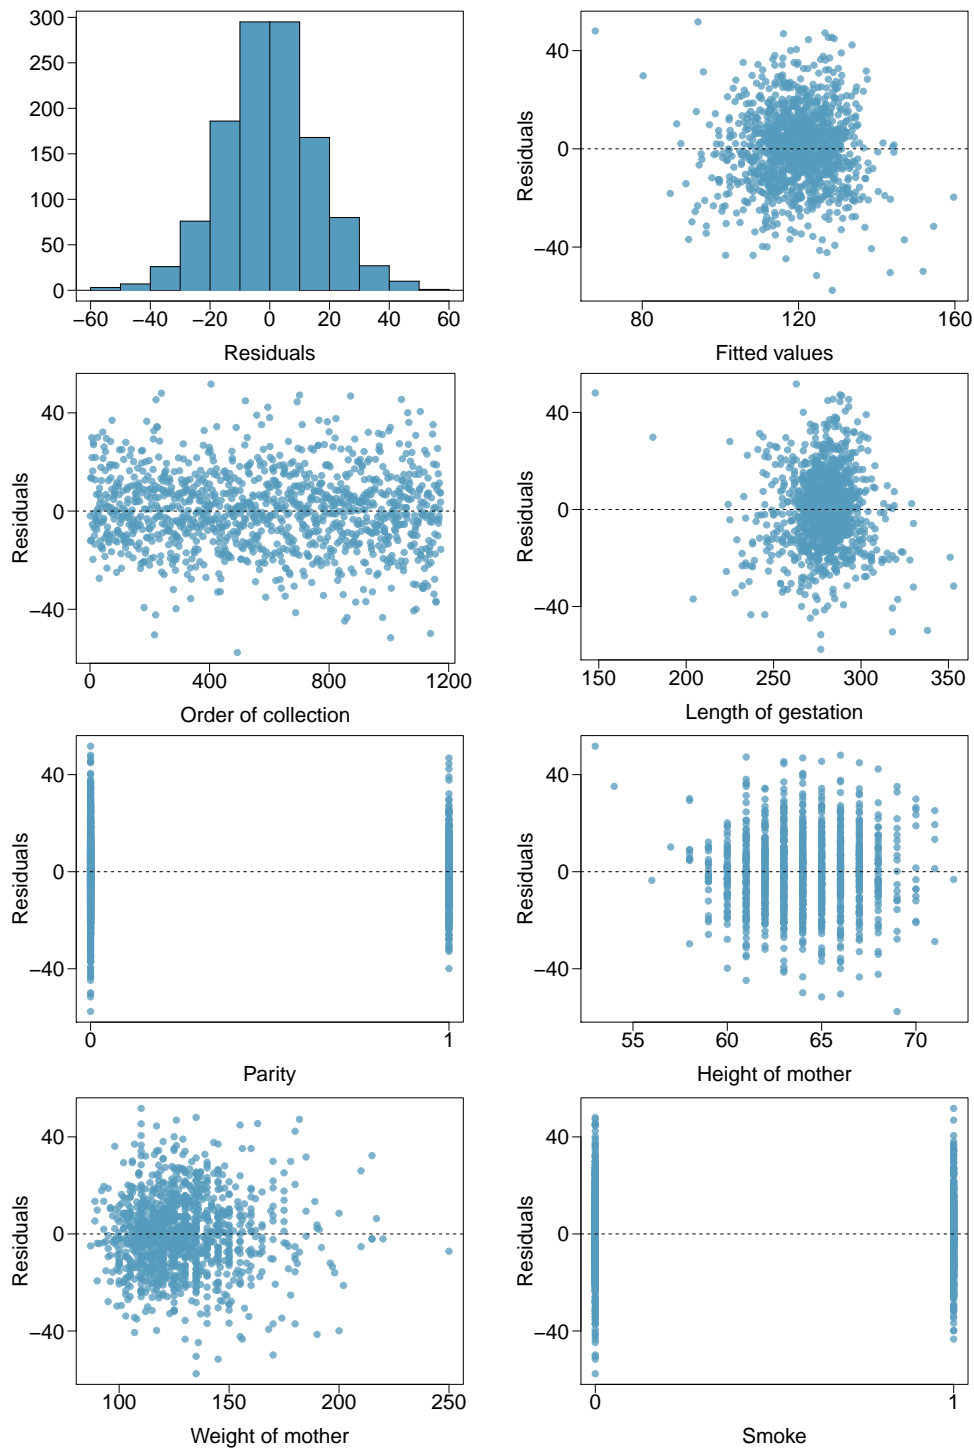 300
250
200
150
100
50
0
−60 −40 −20 0 20 40 60
Residuals
Residuals
40
0
−40
80 120 160
Fitted values
Residuals
40
0
−40
0 400 800 1200
Order of collection
Residuals
40
0
−40
150 200 250 300 350
Length of gestation
Residuals
40
0
−40
0 1
Parity
Residuals
40
0
−40
55 60 65 70
Height of mother
Residuals
40
0
−40
100 150 200 250
Weight of mother
Residuals
40
0
−40
0 1
Smoke